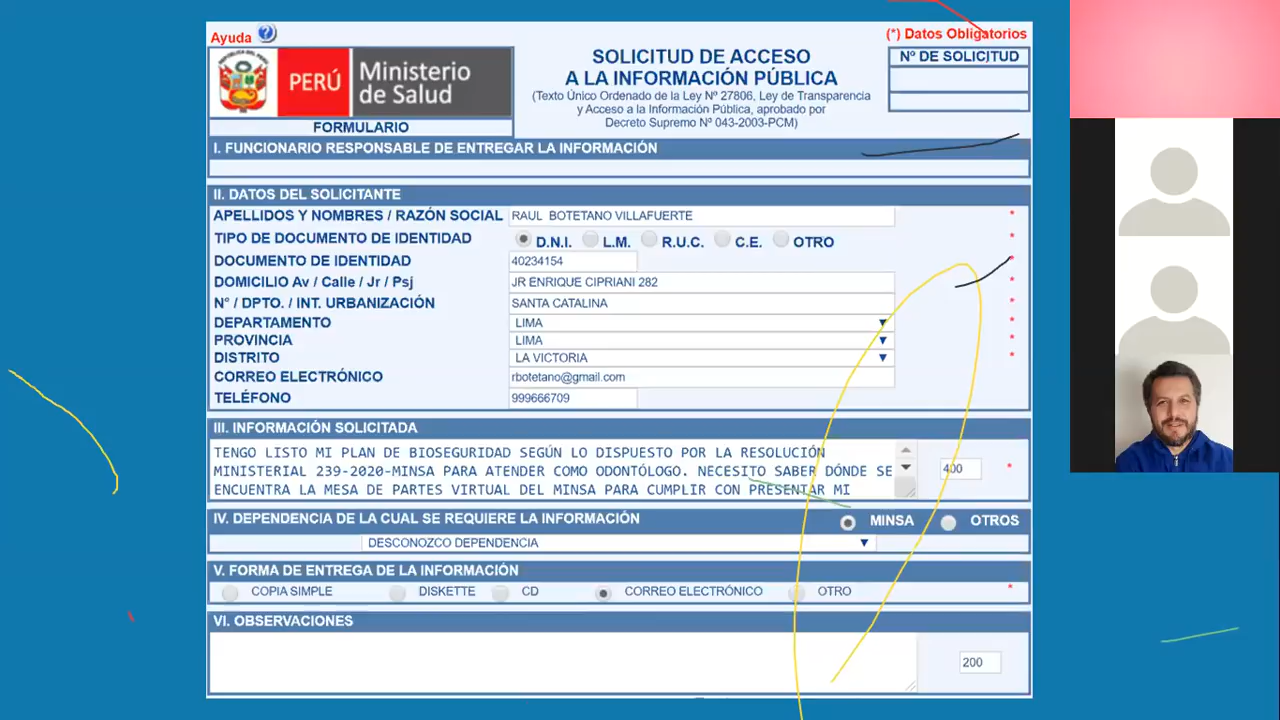 Ayuda
(*) Datos Obligatorios
PERÚ
Ministerio
de Salud
FORMULARIO
SOLICITUD DE ACCESO
A LA INFORMACIÓN PÚBLICA
(Texto Único Ordenado de la Ley Nº 27806, Ley de Transparencia
y Acceso a la Información Pública, aprobado por
Decreto Supremo Nº 043-2003-PCM)
Nº DE SOLICITUD
I. FUNCIONARIO RESPONSABLE DE ENTREGAR LA INFORMACIÓN
II. DATOS DEL SOLICITANTE
APELLIDOS Y NOMBRES / RAZÓN SOCIAL RAUL BOTETANO VILLAFUERTE *
TIPO DE DOCUMENTO DE IDENTIDAD D.N.I. L.M. R.U.C. C.E. OTRO *
DOCUMENTO DE IDENTIDAD 40234154 *
DOMICILIO Av / Calle / Jr / Psj JR ENRIQUE CIPRIANI 282 *
N° / DPTO. / INT. URBANIZACIÓN SANTA CATALINA *
DEPARTAMENTO LIMA *
PROVINCIA LIMA *
DISTRITO LA VICTORIA *
CORREO ELECTRÓNICO rbotetano@gmail.com
TELÉFONO 999666709
III. INFORMACIÓN SOLICITADA
TENGO LISTO MI PLAN DE BIOSEGURIDAD SEGÚN LO DISPUESTO POR LA RESOLUCIÓN
MINISTERIAL 239-2020-MINSA PARA ATENDER COMO ODONTÓLOGO. NECESITO SABER DÓNDE SE
ENCUENTRA LA MESA DE PARTES VIRTUAL DEL MINSA PARA CUMPLIR CON PRESENTAR MI
400 *
IV. DEPENDENCIA DE LA CUAL SE REQUIERE LA INFORMACIÓN MINSA OTROS
DESCONOZCO DEPENDENCIA
V. FORMA DE ENTREGA DE LA INFORMACIÓN
COPIA SIMPLE DISKETTE CD CORREO ELECTRÓNICO OTRO *
VI. OBSERVACIONES
200